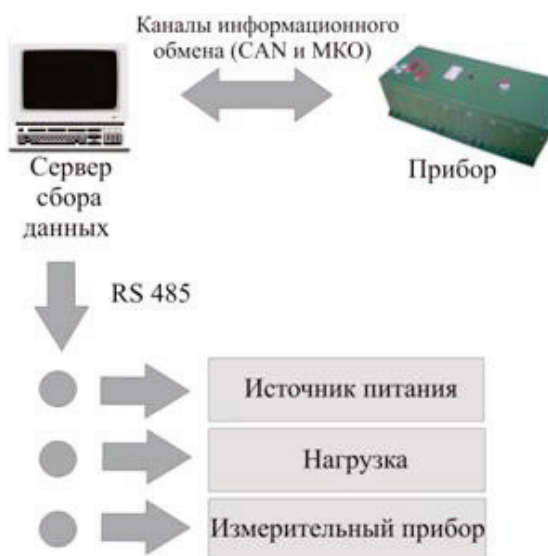 Каналы информационного
обмена (CAN и МКО)
Сервер
сбора
данных
Прибор
RS 485
Источник питания
Нагрузка
Измерительный прибор